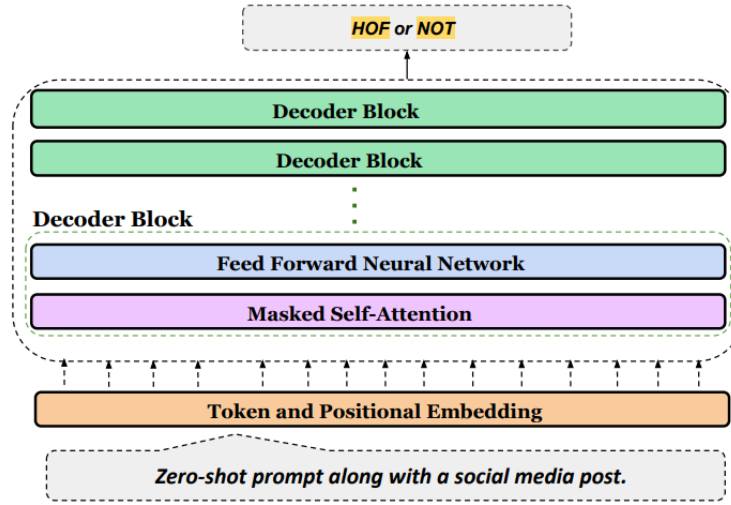 HOF or NOT
Decoder Block
Decoder Block
Decoder Block
Feed Forward Neural Network
Masked Self-Attention
Token and Positional Embedding
Zero-shot prompt along with a social media post.